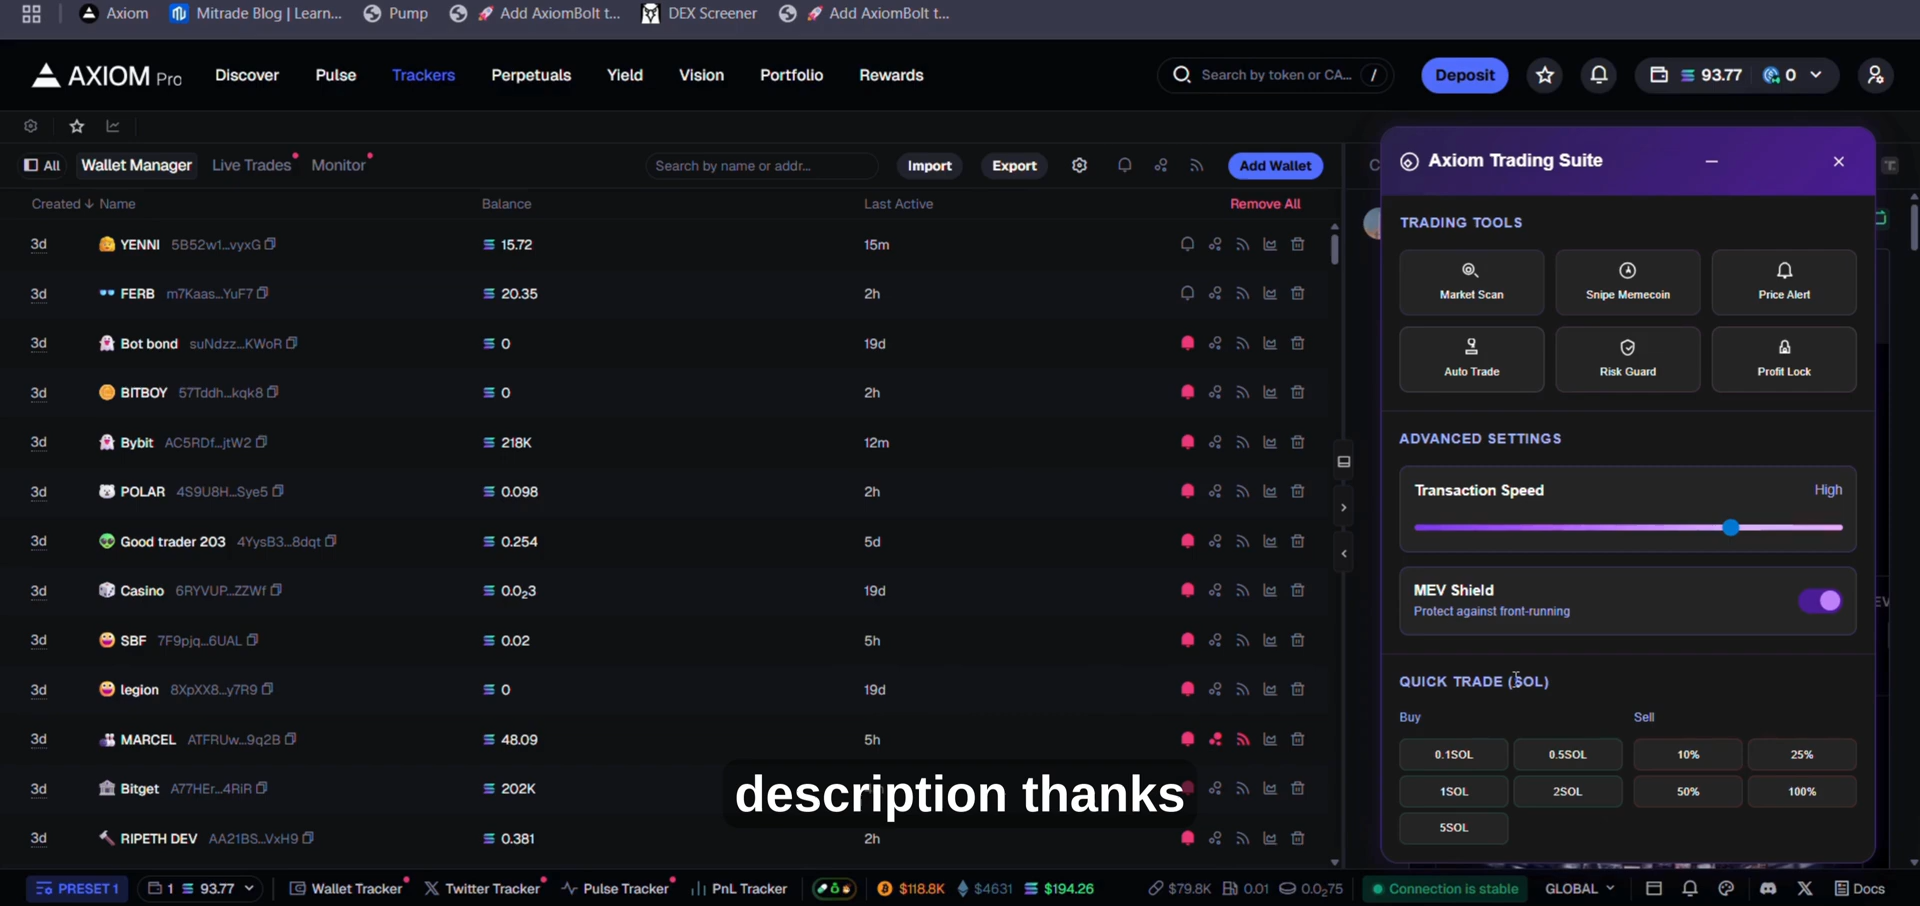 Axiom Mitrade Blog | Learn... Pump 🚀 Add AxiomBolt t... DEX Screener 🚀 Add AxiomBolt t...
AXIOM Pro Discover Pulse Trackers Perpetuals Yield Vision Portfolio Rewards Search by token or CA... / Deposit 93.77 0
All Wallet Manager Live Trades Monitor Search by name or addr... Import Export Add Wallet
Created ↓ Name Balance Last Active Remove All
3d YENNI 5B52w1...vyxG 15.72 15m
3d FERB m7Kaas...YuF7 20.35 2h
3d Bot bond suNdzz...KWoR 0 19d
3d BITBOY 57Tddh...kqk8 0 2h
3d Bybit AC5RDf...jtW2 218K 12m
3d POLAR 4S9U8H...Sye5 0.098 2h
3d Good trader 203 4YysB3...8dqt 0.254 5d
3d Casino 6RYVUP...ZZWf 0.0₂3 19d
3d SBF 7F9pjq...6UAL 0.02 5h
3d legion 8XpXX8...y7R9 0 19d
3d MARCEL ATFRUw...9q2B 48.09 5h
3d Bitget A77HEr...4RiR 202K
3d RIPETH DEV AA21BS...VxH9 0.381 2h
description thanks
Axiom Trading Suite
TRADING TOOLS
Market Scan Snipe Memecoin Price Alert
Auto Trade Risk Guard Profit Lock
ADVANCED SETTINGS
Transaction Speed High
MEV Shield
Protect against front-running
QUICK TRADE (SOL)
Buy Sell
0.1SOL 0.5SOL 10% 25%
1SOL 2SOL 50% 100%
5SOL
PRESET 1 1 93.77 Wallet Tracker Twitter Tracker Pulse Tracker PnL Tracker $118.8K $4631 $194.26 $79.8K 0.01 0.0₂75 Connection is stable GLOBAL Docs